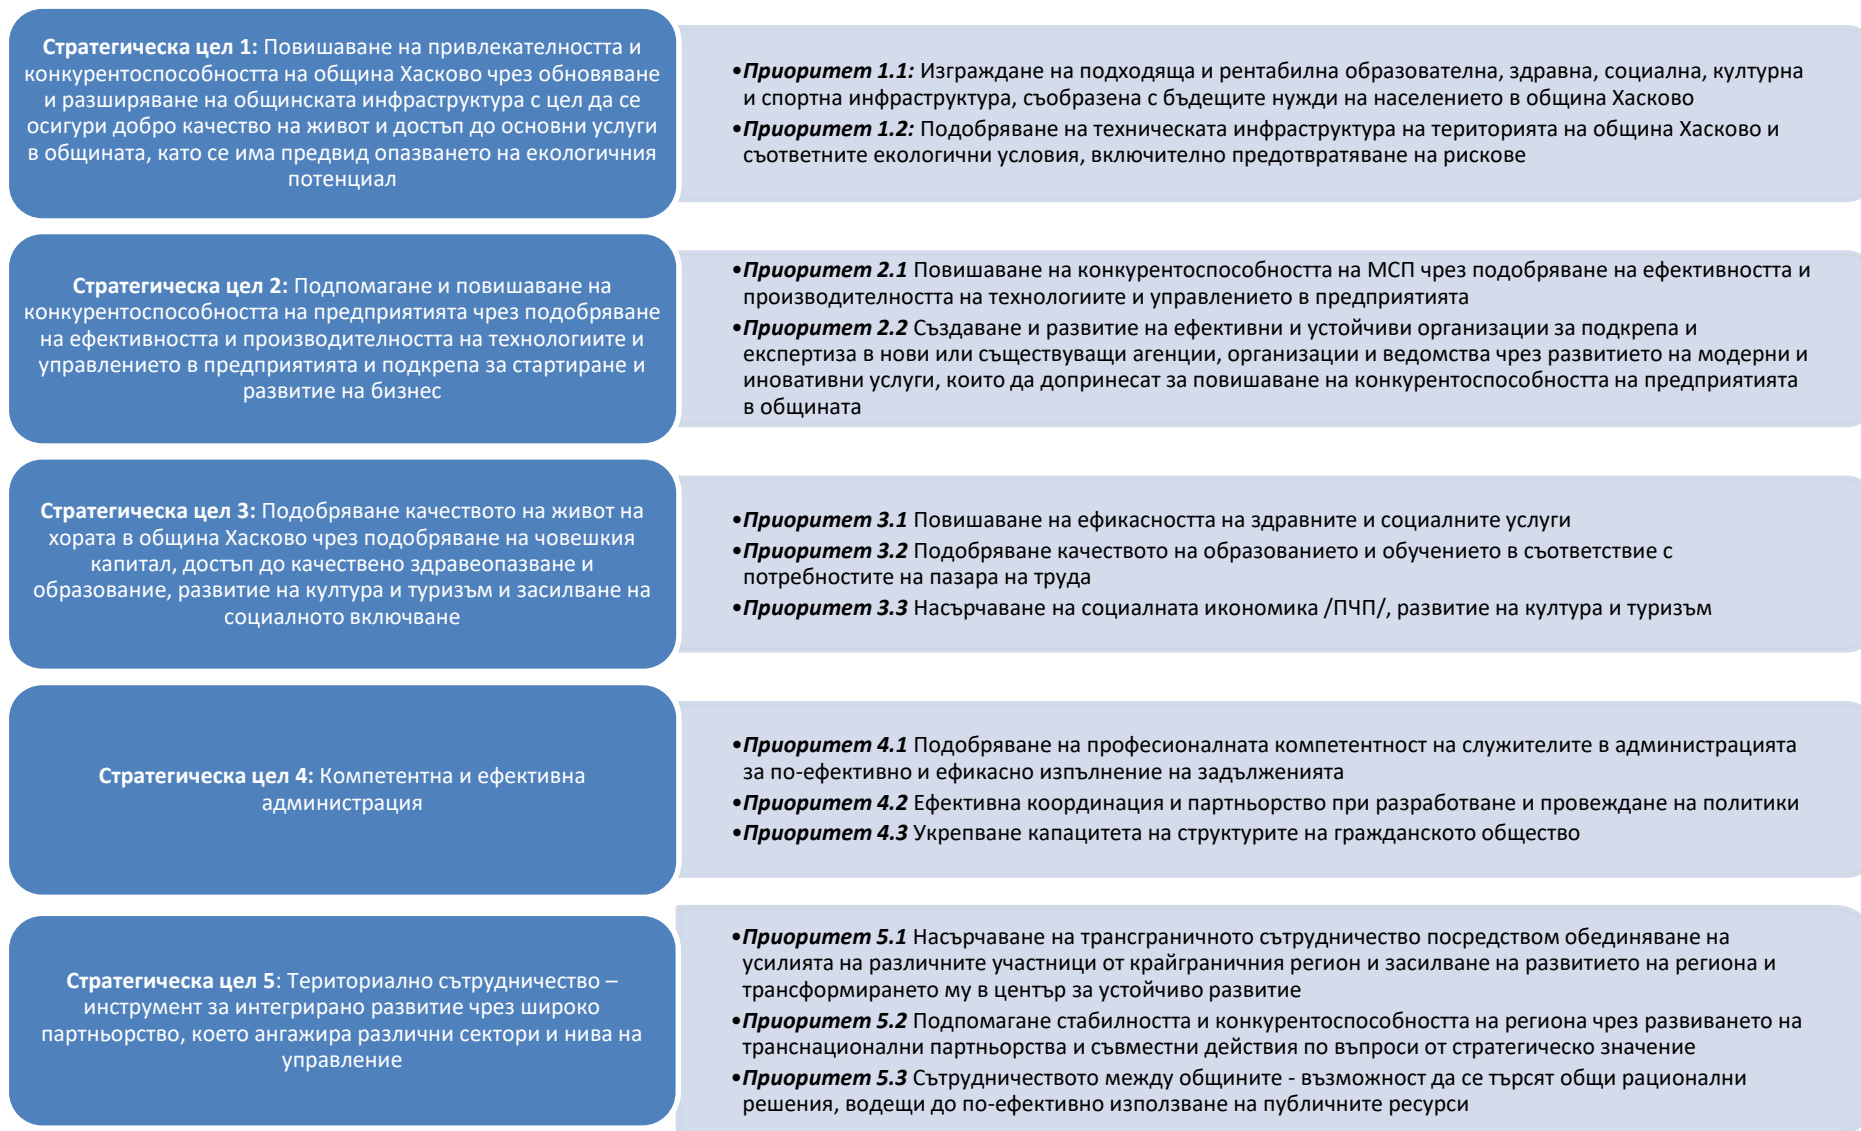 Стратегическа цел 1: Повишаване на привлекателността и
конкурентоспособността на община Хасково чрез обновяване
и разширяване на общинската инфраструктура с цел да се
осигури добро качество на живот и достъп до основни услуги
в общината, като се има предвид опазването на екологичния
потенциал
•Приоритет 1.1: Изграждане на подходяща и рентабилна образователна, здравна, социална, културна
и спортна инфраструктура, съобразена с бъдещите нужди на населението в община Хасково
•Приоритет 1.2: Подобряване на техническата инфраструктура на територията на община Хасково и
съответните екологични условия, включително предотвратяване на рискове
Стратегическа цел 2: Подпомагане и повишаване на
конкурентоспособността на предприятията чрез подобряване
на ефективността и производителността на технологиите и
управлението в предприятията и подкрепа за стартиране и
развитие на бизнес
•Приоритет 2.1 Повишаване на конкурентоспособността на МСП чрез подобряване на ефективността и
производителността на технологиите и управлението в предприятията
•Приоритет 2.2 Създаване и развитие на ефективни и устойчиви организации за подкрепа и
експертиза в нови или съществуващи агенции, организации и ведомства чрез развитието на модерни и
иновативни услуги, които да допринесат за повишаване на конкурентоспособността на предприятията
в общината
Стратегическа цел 3: Подобряване качеството на живот на
хората в община Хасково чрез подобряване на човешкия
капитал, достъп до качествено здравеопазване и
образование, развитие на култура и туризъм и засилване на
социалното включване
•Приоритет 3.1 Повишаване на ефикасността на здравните и социалните услуги
•Приоритет 3.2 Подобряване качеството на образованието и обучението в съответствие с
потребностите на пазара на труда
•Приоритет 3.3 Насърчаване на социалната икономика /ПЧП/, развитие на култура и туризъм
Стратегическа цел 4: Компетентна и ефективна
администрация
•Приоритет 4.1 Подобряване на професионалната компетентност на служителите в администрацията
за по-ефективно и ефикасно изпълнение на задълженията
•Приоритет 4.2 Ефективна координация и партньорство при разработване и провеждане на политики
•Приоритет 4.3 Укрепване капацитета на структурите на гражданското общество
Стратегическа цел 5: Териториално сътрудничество –
инструмент за интегрирано развитие чрез широко
партньорство, което ангажира различни сектори и нива на
управление
•Приоритет 5.1 Насърчаване на трансграничното сътрудничество посредством обединяване на
усилията на различните участници от крайграничния регион и засилване на развитието на региона и
трансформирането му в център за устойчиво развитие
•Приоритет 5.2 Подпомагане стабилността и конкурентоспособността на региона чрез развиването на
транснационални партньорства и съвместни действия по въпроси от стратегическо значение
•Приоритет 5.3 Сътрудничеството между общините - възможност да се търсят общи рационални
решения, водещи до по-ефективно използване на публичните ресурси